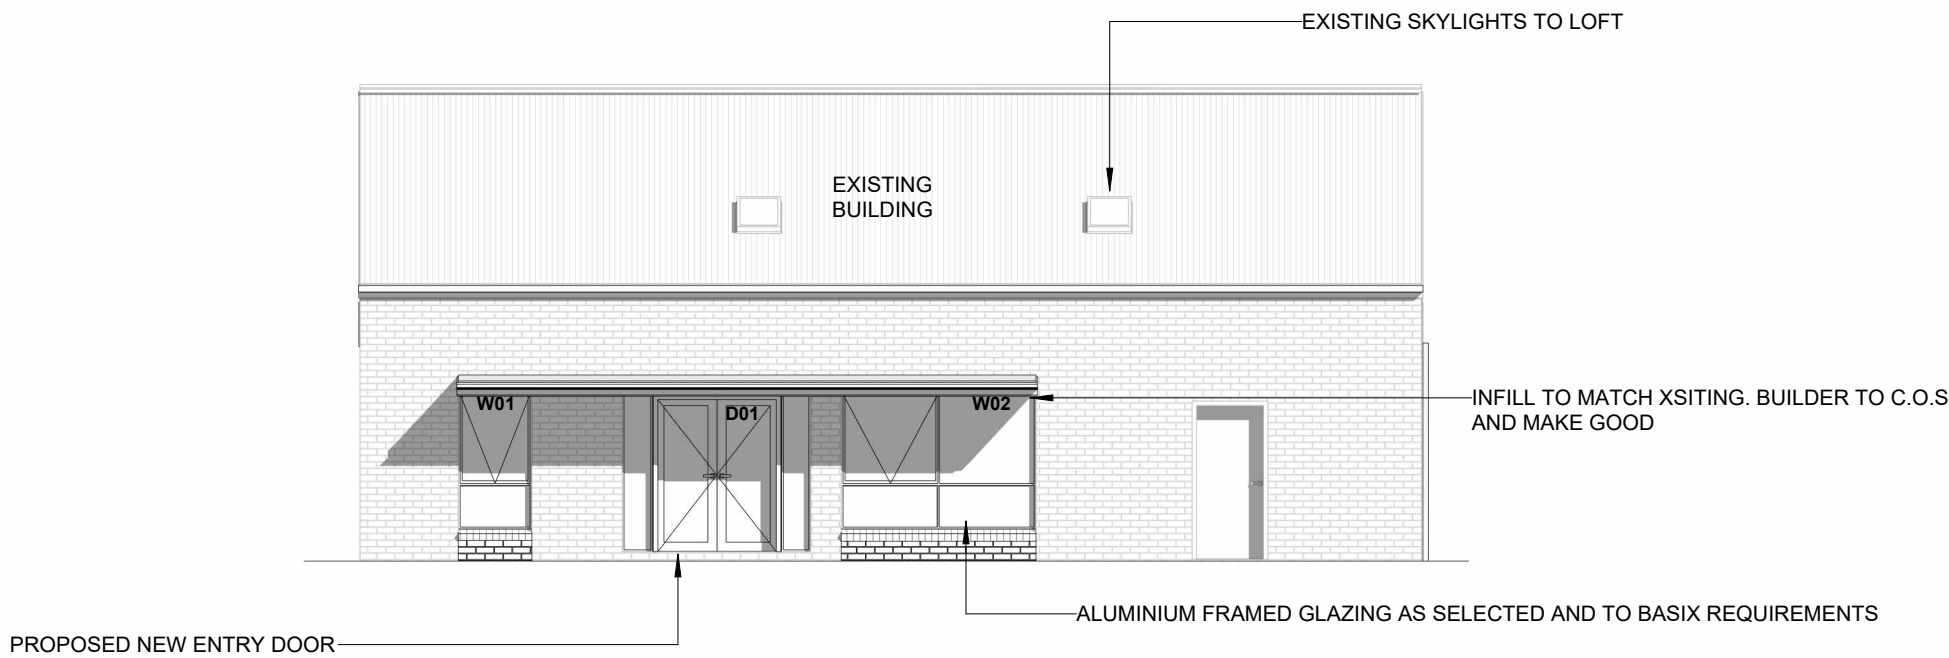 EXISTING SKYLIGHTS TO LOFT
EXISTING
BUILDING
W01
D01
W02
INFILL TO MATCH XSITING. BUILDER TO C.O.S
AND MAKE GOOD
ALUMINIUM FRAMED GLAZING AS SELECTED AND TO BASIX REQUIREMENTS
PROPOSED NEW ENTRY DOOR